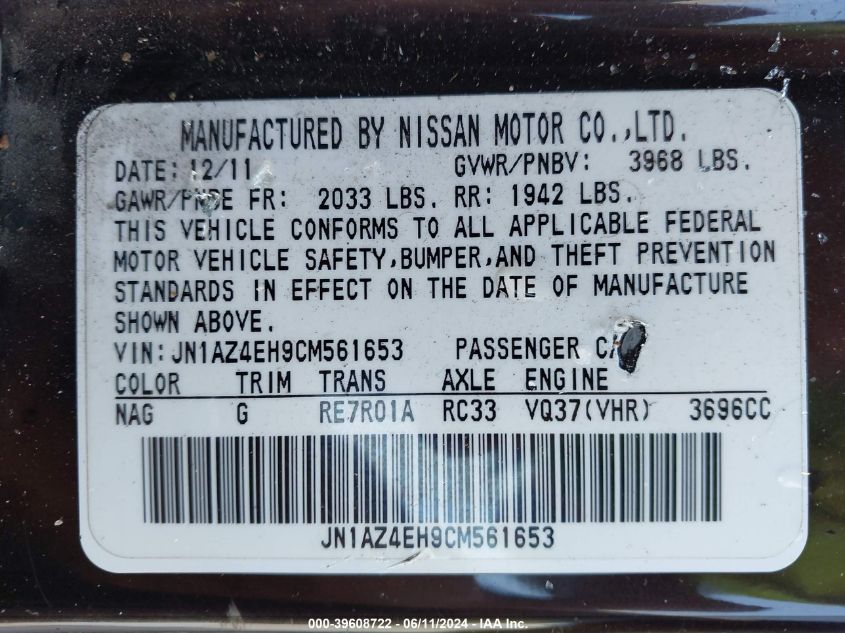 MANUFACTURED BY NISSAN MOTOR CO.,LTD.
DATE: 12/11 GVWR/PNBV: 3968 LBS.
GAWR/PNBE FR: 2033 LBS. RR: 1942 LBS.
THIS VEHICLE CONFORMS TO ALL APPLICABLE FEDERAL
MOTOR VEHICLE SAFETY,BUMPER,AND THEFT PREVENTION
STANDARDS IN EFFECT ON THE DATE OF MANUFACTURE
SHOWN ABOVE.
VIN:JN1AZ4EH9CM561653 PASSENGER
COLOR TRIM TRANS AXLE ENGINE
NAG G RE7R01A RC33 VQ37(VHR) 3696CC
JN1AZ4EH9CM561653
000-39608722 - 06/11/2024 - IAA Inc.